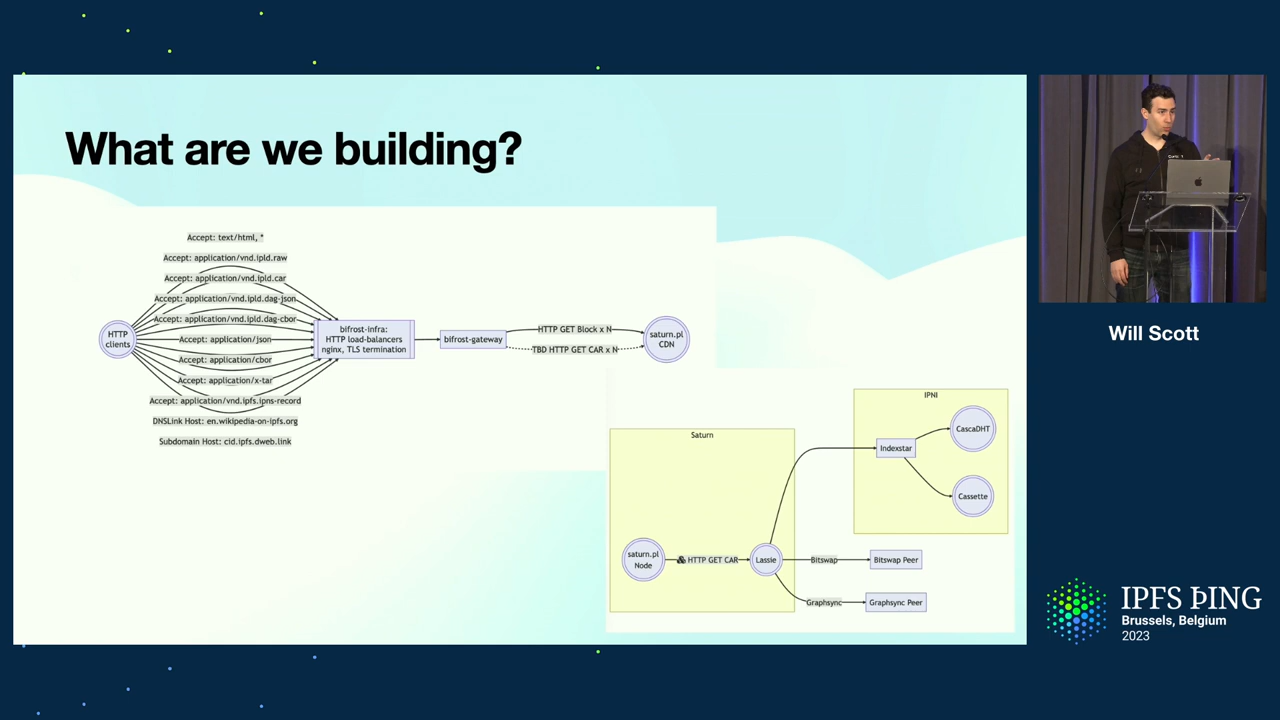 What are we building?
Accept: text/html, *
Accept: application/vnd.ipld.raw
Accept: application/vnd.ipld.car
Accept: application/vnd.ipld.dag-json
Accept: application/vnd.ipld.dag-cbor
Accept: application/json
Accept: application/cbor
Accept: application/x-tar
Accept: application/vnd.ipfs.ipns-record
DNSLink Host: en.wikipedia-on-ipfs.org
Subdomain Host: cid.ipfs.dweb.link
HTTP
clients
bifrost-infra:
HTTP load-balancers
nginx, TLS termination
bifrost-gateway
HTTP GET Block x N
TBD HTTP GET CAR x N
saturn.pl
CDN
Saturn
saturn.pl
Node
HTTP GET CAR
Lassie
IPNI
Indexstar
CascaDHT
Cassette
Bitswap
Bitswap Peer
Graphsync
Graphsync Peer
Will Scott
IPFS ÞING
Brussels, Belgium
2023